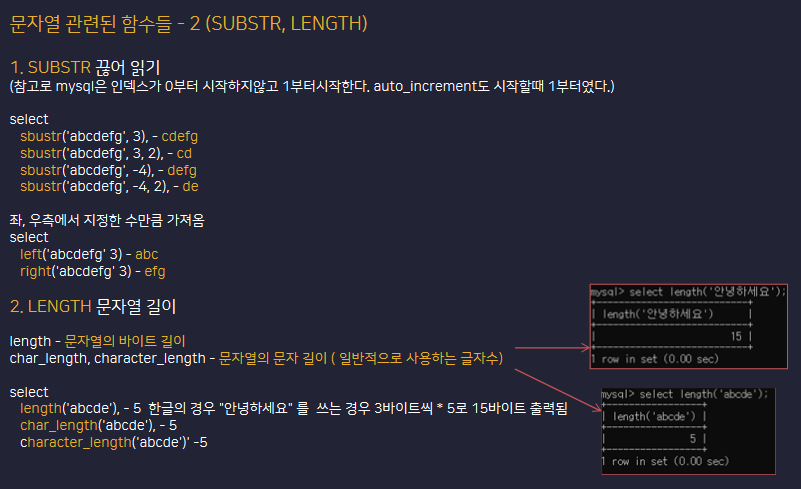 문자열 관련된 함수들 - 2 (SUBSTR, LENGTH)
1. SUBSTR 끊어 읽기
(참고로 mysql은 인덱스가 0부터 시작하지않고 1부터시작한다. auto_increment도 시작할때 1부터였다.)
select
sbustr('abcdefg', 3), - cdefg
sbustr('abcdefg', 3, 2), - cd
sbustr('abcdefg', -4), - defg
sbustr('abcdefg', -4, 2), - de
좌, 우측에서 지정한 수만큼 가져옴
select
left('abcdefg' 3) - abc
right('abcdefg' 3) - efg
2. LENGTH 문자열 길이
length - 문자열의 바이트 길이
char_length, character_length - 문자열의 문자 길이 ( 일반적으로 사용하는 글자수)
select
length('abcde'), - 5 한글의 경우 "안녕하세요" 를 쓰는 경우 3바이트씩 * 5로 15바이트 출력됨
char_length('abcde'), - 5
character_length('abcde')' -5
mysql> select length('안녕하세요');
+-----------------------+
| length('안녕하세요') |
+-----------------------+
| 15 |
+-----------------------+
1 row in set (0.00 sec)
mysql> select length('abcde');
+-----------------+
| length('abcde') |
+-----------------+
| 5 |
+-----------------+
1 row in set (0.00 sec)